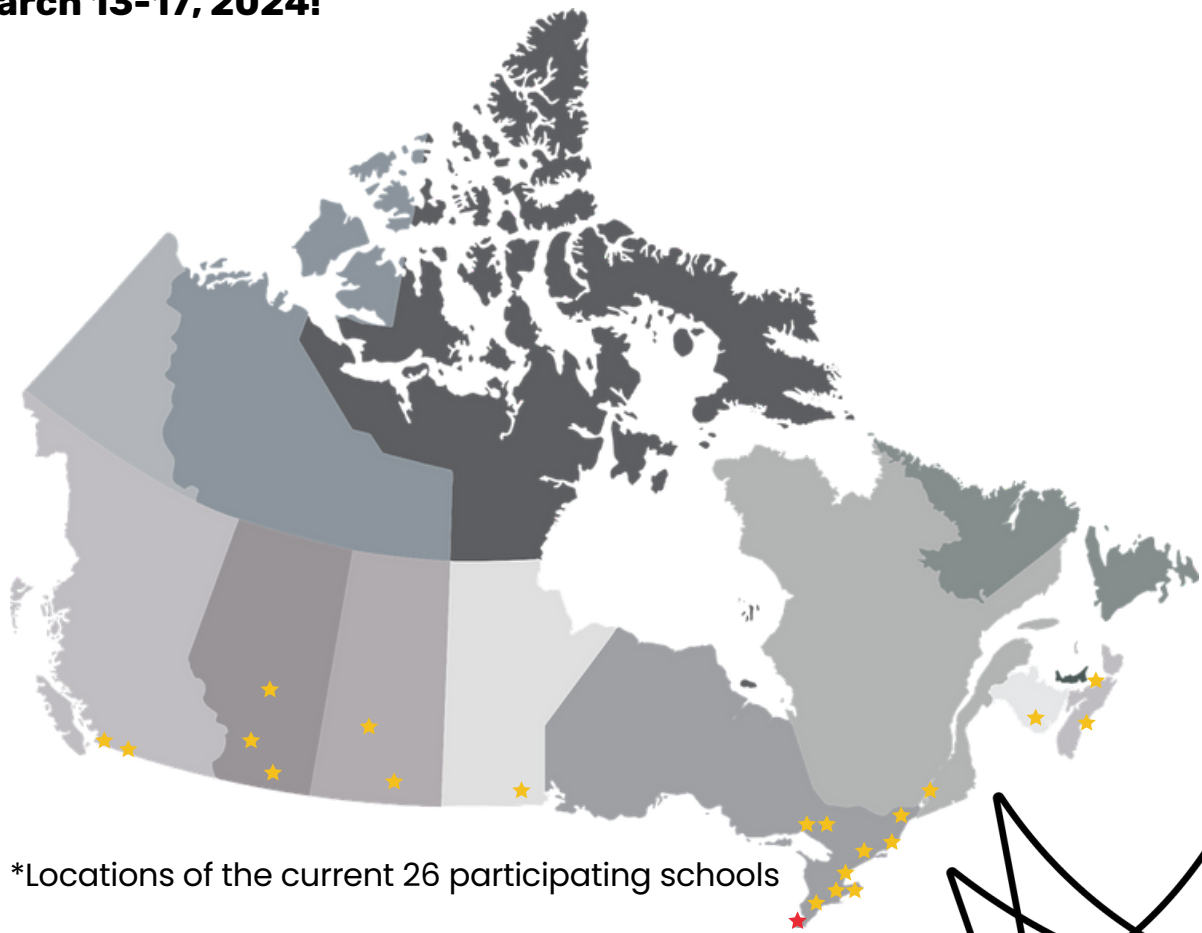 arch 13-17, 2024!
*Locations of the current 26 participating schools